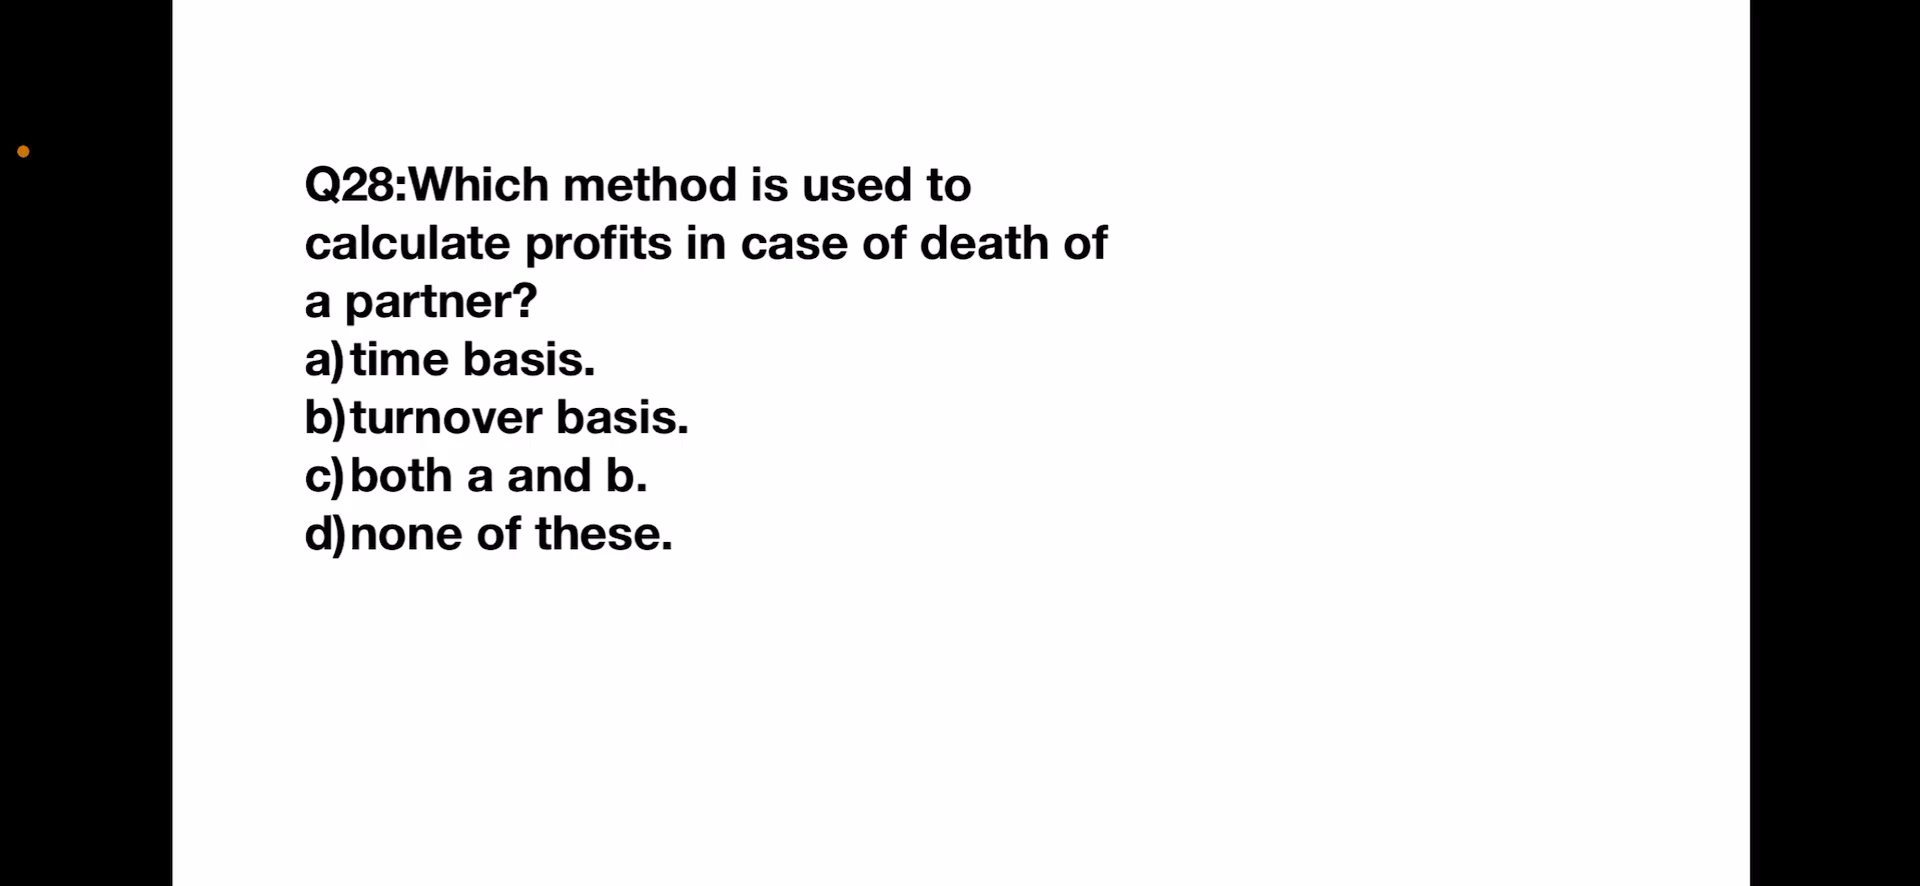 Q28:Which method is used to
calculate profits in case of death of
a partner?
a)time basis.
b)turnover basis.
c)both a and b.
d)none of these.